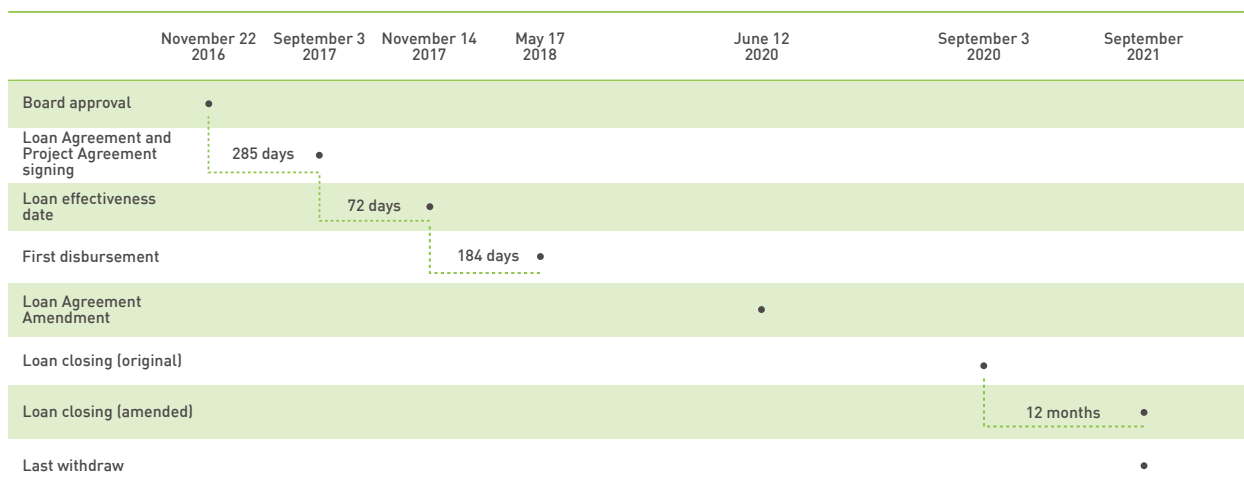 November 22
2016
September 3
2017
November 14
2017
May 17
2018
June 12
2020
September 3
2020
September
2021
Board approval
Loan Agreement and
Project Agreement
signing
285 days
Loan effectiveness
date
72 days
First disbursement
184 days
Loan Agreement
Amendment
Loan closing (original)
Loan closing (amended)
12 months
Last withdraw